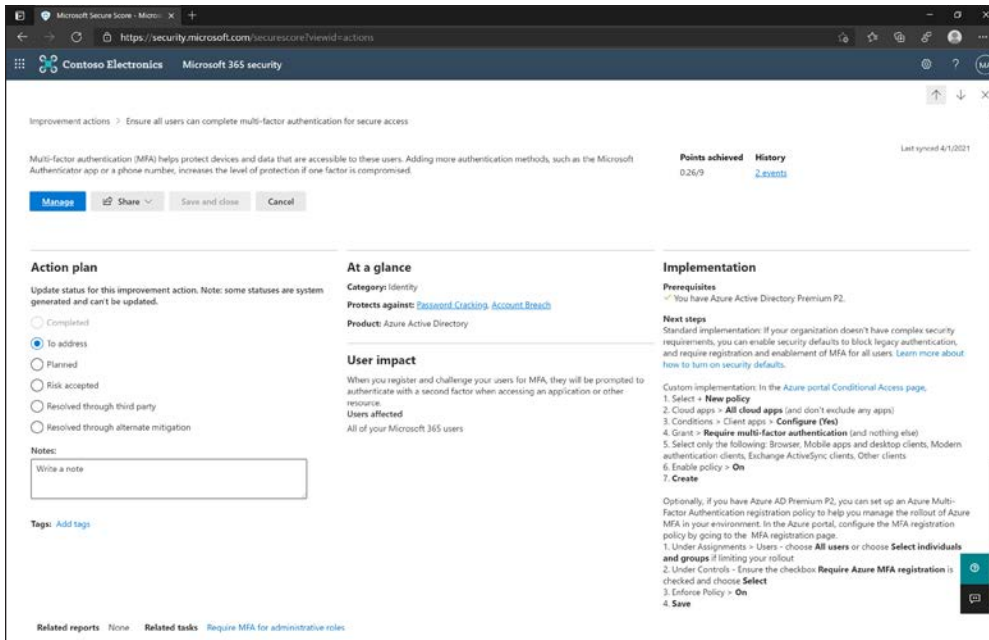 Microsoft Secure Score - Micros
https://security.microsoft.com/securescore?viewid=actions
Contoso Electronics Microsoft 365 security
MA
Improvement actions > Ensure all users can complete multi-factor authentication for secure access
Last synced 4/1/2021
Multi-factor authentication (MFA) helps protect devices and data that are accessible to these users. Adding more authentication methods, such as the Microsoft
Authenticator app or a phone number, increases the level of protection if one factor is compromised.
Points achieved History
0.26/9 2 events
Manage Share Save and close Cancel
Action plan
Update status for this improvement action. Note: some statuses are system
generated and can't be updated.
Completed
To address
Planned
Risk accepted
Resolved through third party
Resolved through alternate mitigation
Notes:
Write a note
Tags: Add tags
At a glance
Category: Identity
Protects against: Password Cracking, Account Breach
Product: Azure Active Directory
User impact
When you register and challenge your users for MFA, they will be prompted to
authenticate with a second factor when accessing an application or other
resource.
Users affected
All of your Microsoft 365 users
Implementation
Prerequisites
You have Azure Active Directory Premium P2.
Next steps
Standard implementation: If your organization doesn't have complex security
requirements, you can enable security defaults to block legacy authentication,
and require registration and enablement of MFA for all users. Learn more about
how to turn on security defaults.
Custom implementation: In the Azure portal Conditional Access page,
1. Select + New policy
2. Cloud apps > All cloud apps (and don't exclude any apps)
3. Conditions > Client apps > Configure (Yes)
4. Grant > Require multi-factor authentication (and nothing else)
5. Select only the following: Browser, Mobile apps and desktop clients, Modern
authentication clients, Exchange ActiveSync clients, Other clients
6. Enable policy > On
7. Create
Optionally, if you have Azure AD Premium P2, you can set up an Azure Multi-
Factor Authentication registration policy to help you manage the rollout of Azure
MFA in your environment. In the Azure portal, configure the MFA registration
policy by going to the MFA registration page.
1. Under Assignments > Users - choose All users or choose Select individuals
and groups if limiting your rollout
2. Under Controls - Ensure the checkbox Require Azure MFA registration is
checked and choose Select
3. Enforce Policy > On
4. Save
Related reports None Related tasks Require MFA for administrative roles